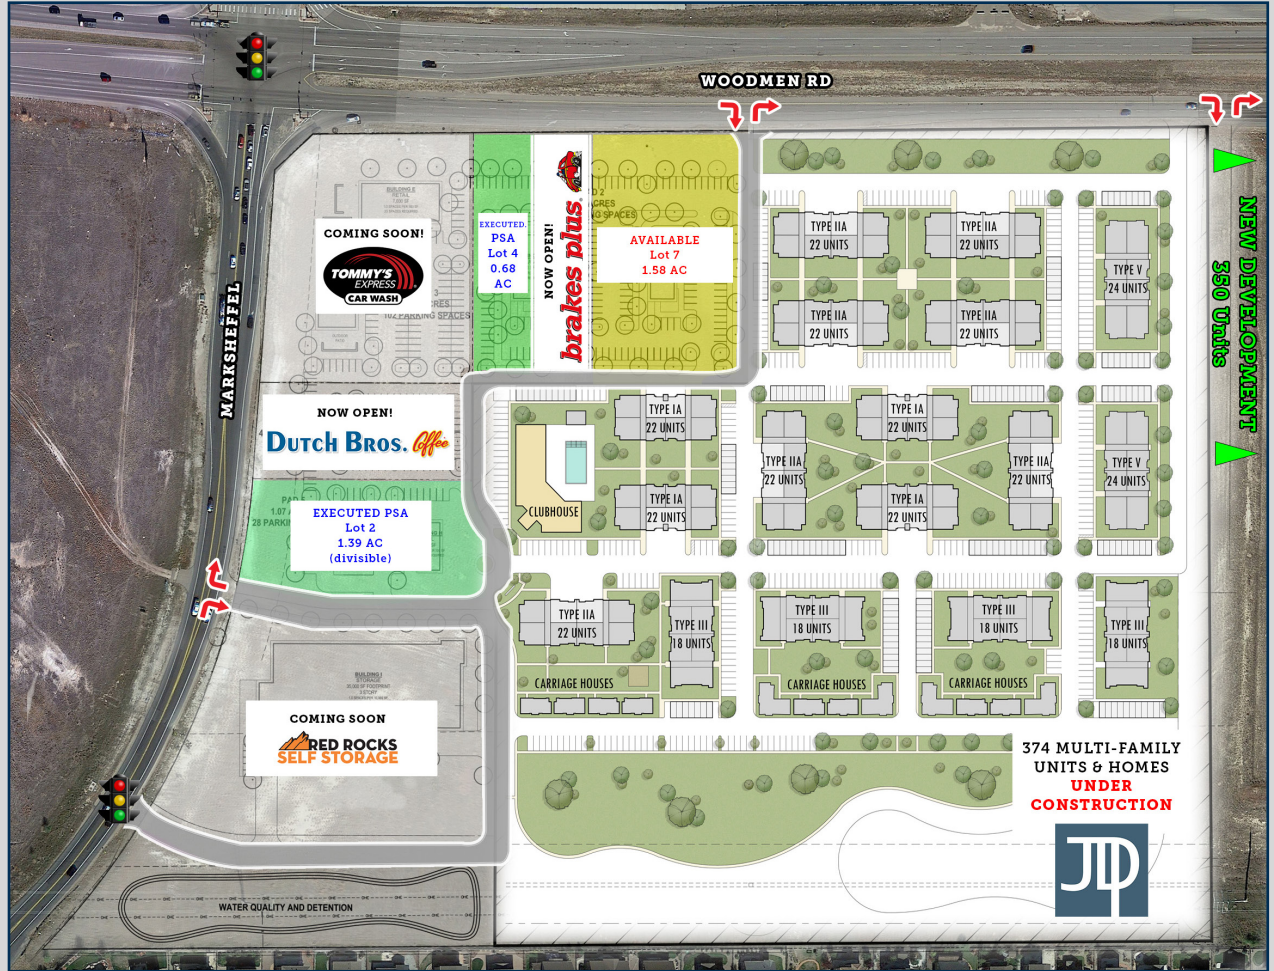 WOODMEN RD
MARKSHEFFEL
COMING SOON!
TOMMY'S
EXPRESS
CAR WASH
102 PARKING SPACES
EXECUTED
PSA
Lot 4
0.68
AC
NOW OPEN!
brakes plus
AVAILABLE
Lot 7
1.58 AC
NEW DEVELOPMENT
350 Units
NOW OPEN!
DUTCH BROS. Coffee
EXECUTED PSA
Lot 2
1.39 AC
(divisible)
COMING SOON
RED ROCKS
SELF STORAGE
WATER QUALITY AND DETENTION
TYPE IIA
22 UNITS
TYPE IIA
22 UNITS
TYPE V
24 UNITS
TYPE IIA
22 UNITS
TYPE IIA
22 UNITS
TYPE IA
22 UNITS
TYPE IA
22 UNITS
TYPE IIA
22 UNITS
TYPE IIA
22 UNITS
TYPE V
24 UNITS
CLUBHOUSE
TYPE IA
22 UNITS
TYPE IA
22 UNITS
TYPE IIA
22 UNITS
TYPE III
18 UNITS
TYPE III
18 UNITS
TYPE III
18 UNITS
TYPE III
18 UNITS
CARRIAGE HOUSES
CARRIAGE HOUSES
CARRIAGE HOUSES
374 MULTI-FAMILY
UNITS & HOMES
UNDER
CONSTRUCTION
JDP